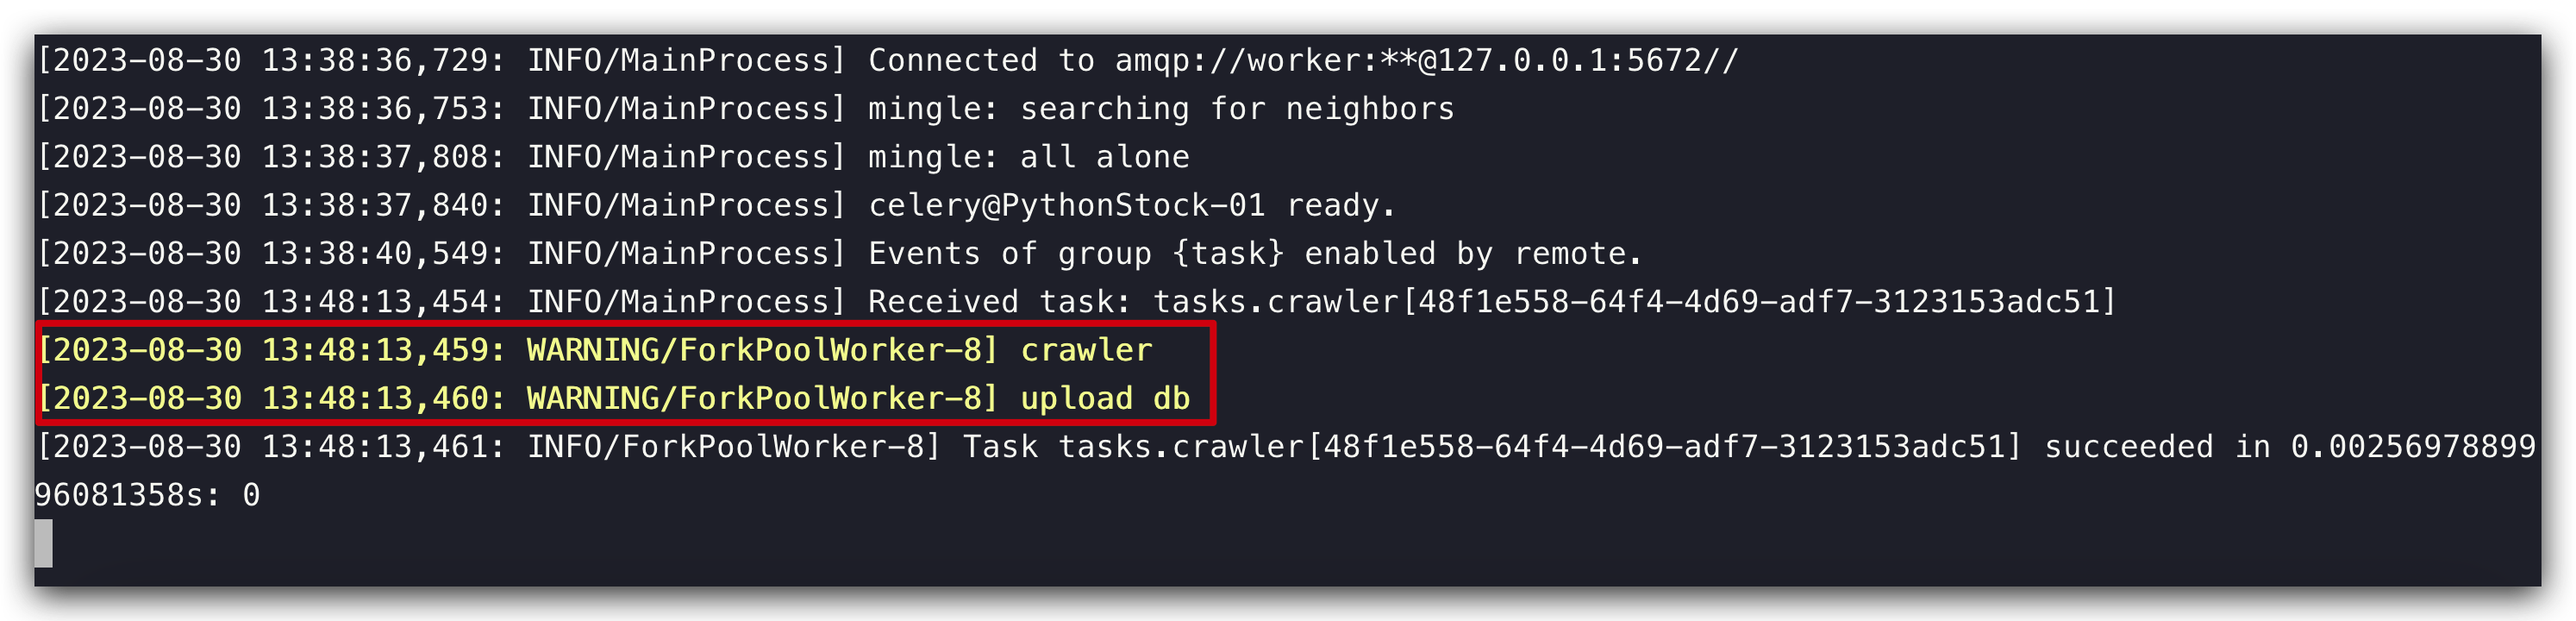 [2023-08-30 13:38:36,729: INFO/MainProcess] Connected to amqp://worker:**@127.0.0.1:5672//
[2023-08-30 13:38:36,753: INFO/MainProcess] mingle: searching for neighbors
[2023-08-30 13:38:37,808: INFO/MainProcess] mingle: all alone
[2023-08-30 13:38:37,840: INFO/MainProcess] celery@PythonStock-01 ready.
[2023-08-30 13:38:40,549: INFO/MainProcess] Events of group {task} enabled by remote.
[2023-08-30 13:48:13,454: INFO/MainProcess] Received task: tasks.crawler[48f1e558-64f4-4d69-adf7-3123153adc51]
[2023-08-30 13:48:13,459: WARNING/ForkPoolWorker-8] crawler
[2023-08-30 13:48:13,460: WARNING/ForkPoolWorker-8] upload db
[2023-08-30 13:48:13,461: INFO/ForkPoolWorker-8] Task tasks.crawler[48f1e558-64f4-4d69-adf7-3123153adc51] succeeded in 0.00256978899
96081358s: 0